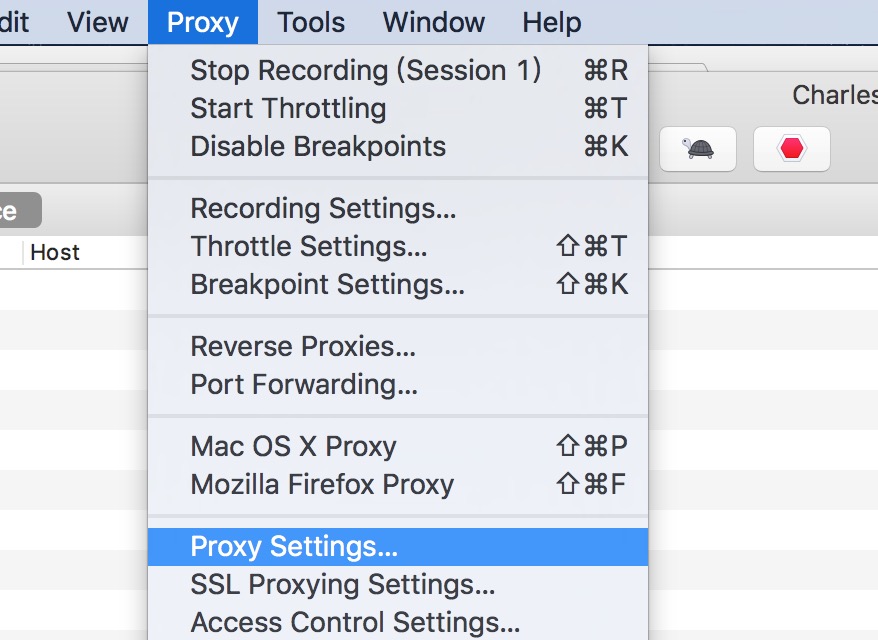 dit View Proxy Tools Window Help
Stop Recording (Session 1) ⌘R
Start Throttling ⌘T
Disable Breakpoints ⌘K
Charles
Recording Settings...
Throttle Settings... ⇧⌘T
Breakpoint Settings... ⇧⌘K
ce
Host
Reverse Proxies...
Port Forwarding...
Mac OS X Proxy ⇧⌘P
Mozilla Firefox Proxy ⇧⌘F
Proxy Settings...
SSL Proxying Settings...
Access Control Settings...